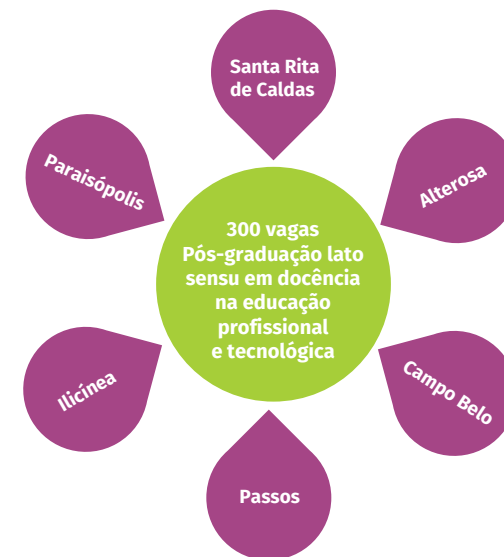 Santa Rita
de Caldas
Paraisópolis
Alterosa
300 vagas
Pós-graduação lato
sensu em docência
na educação
profissional
e tecnológica
Ilicínea
Campo Belo
Passos